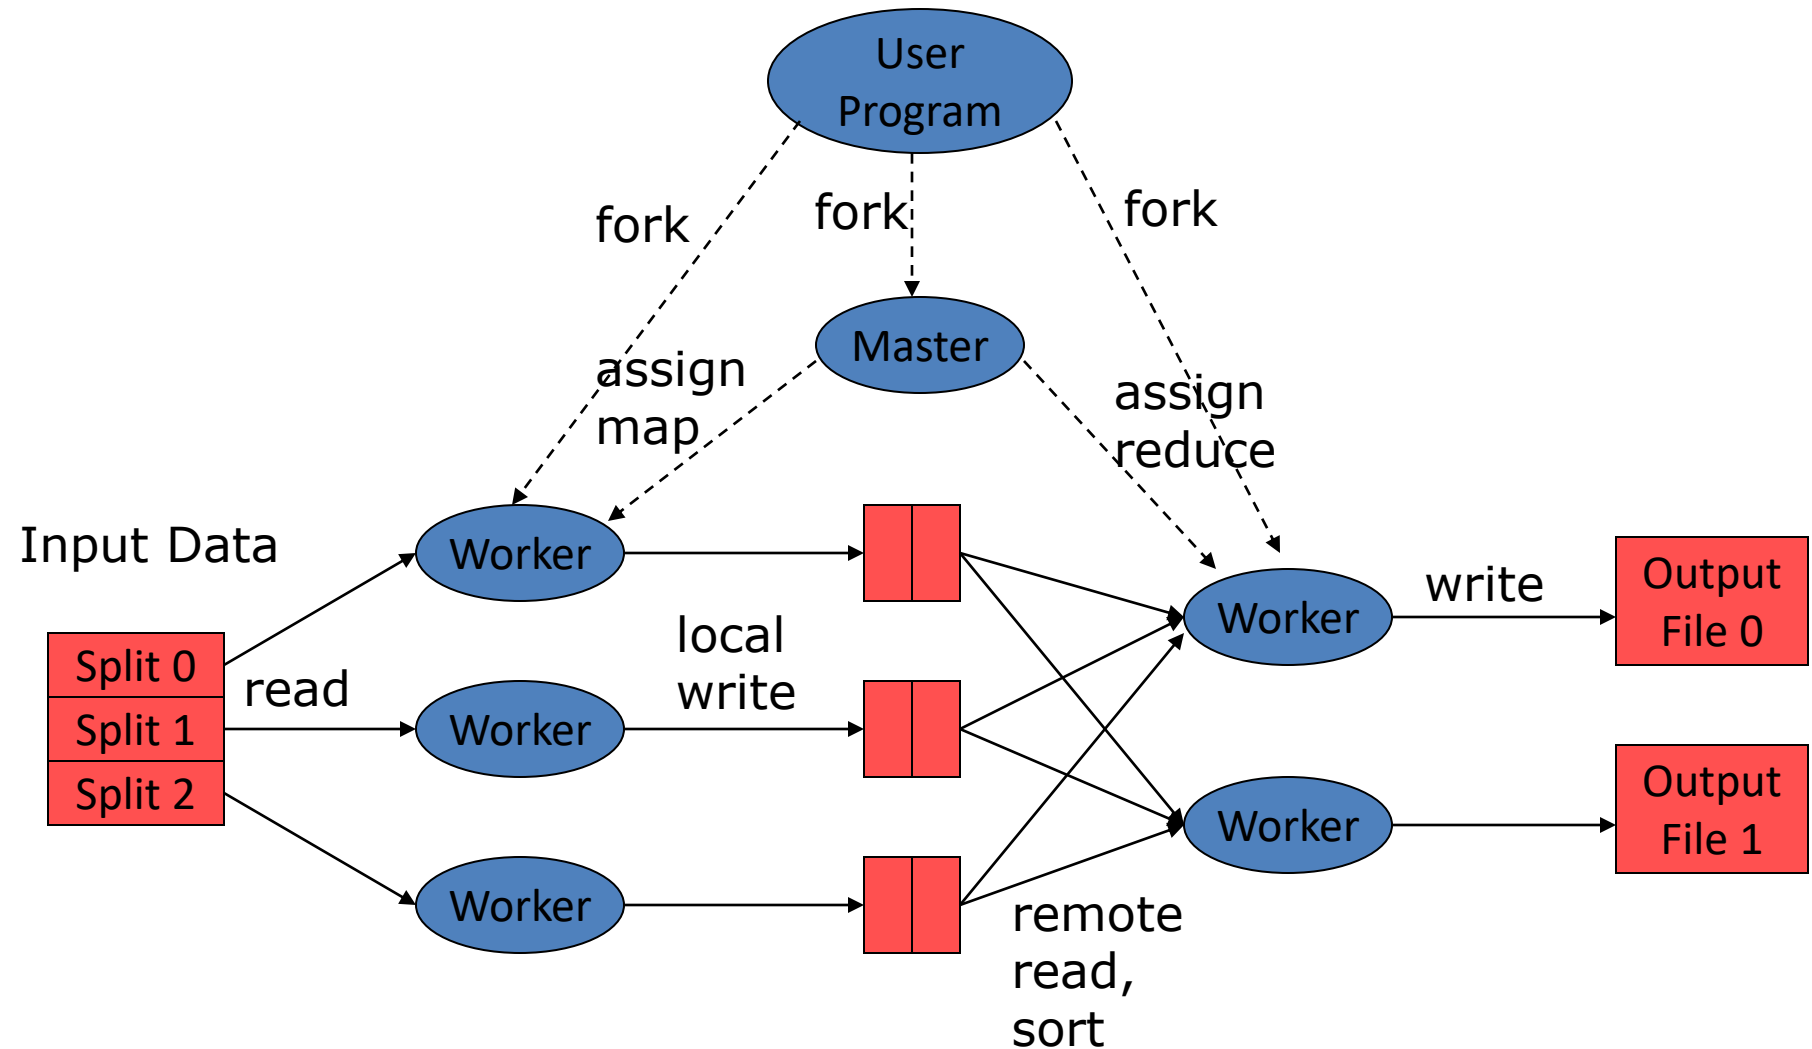 User
Program
fork
fork
fork
Master
assign
map
assign
reduce
Input Data
Worker
Split 0
Split 1
Split 2
read
Worker
Worker
local
write
remote
read,
sort
Worker
Worker
write
Output
File 0
Output
File 1